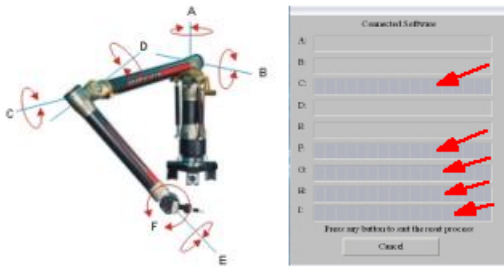 A
D
B
C
F
E
Connected Software
A:
B:
C:
D:
E:
F:
G:
H:
I:
Press any button to exit the reset process
Cancel